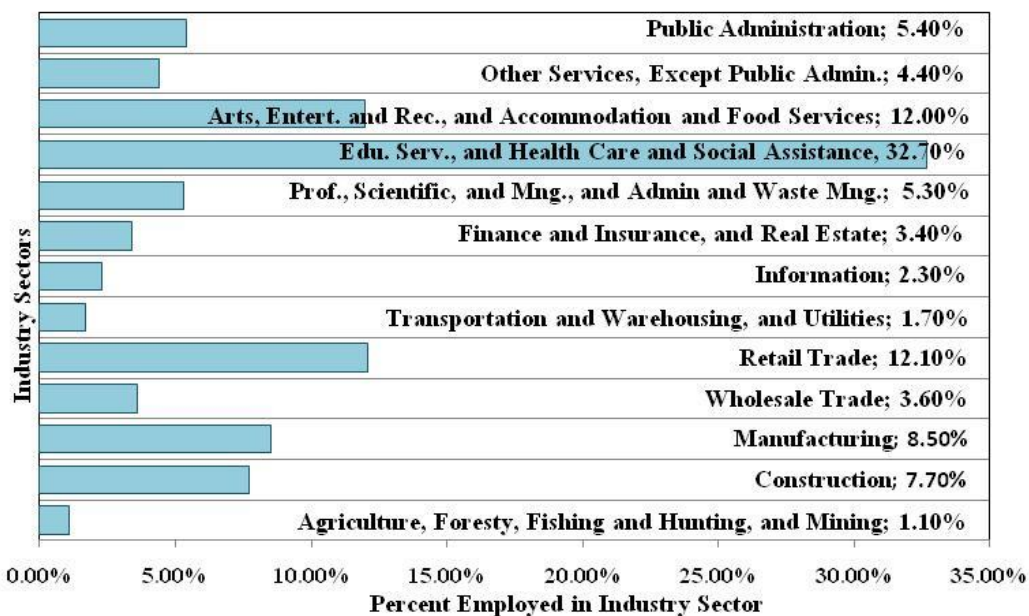 Public Administration; 5.40%
Other Services, Except Public Admin.; 4.40%
Arts, Entert. and Rec., and Accommodation and Food Services; 12.00%
Edu. Serv., and Health Care and Social Assistance, 32.70%
Prof., Scientific, and Mng., and Admin and Waste Mng.; 5.30%
Finance and Insurance, and Real Estate; 3.40%
Information; 2.30%
Transportation and Warehousing, and Utilities; 1.70%
Retail Trade; 12.10%
Wholesale Trade; 3.60%
Manufacturing; 8.50%
Construction; 7.70%
Agriculture, Foresty, Fishing and Hunting, and Mining; 1.10%
Industry Sectors
0.00% 5.00% 10.00% 15.00% 20.00% 25.00% 30.00% 35.00%
Percent Employed in Industry Sector